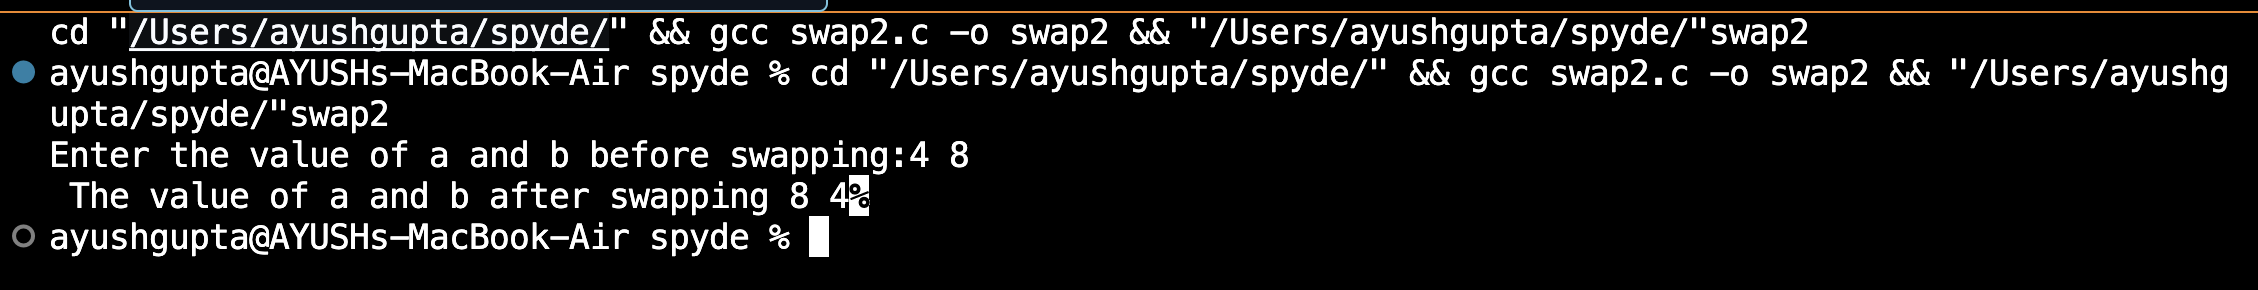 cd "/Users/ayushgupta/spyde/" && gcc swap2.c -o swap2 && "/Users/ayushgupta/spyde/"swap2
ayushgupta@AYUSHs-MacBook-Air spyde % cd "/Users/ayushgupta/spyde/" && gcc swap2.c -o swap2 && "/Users/ayushg
upta/spyde/"swap2
Enter the value of a and b before swapping:4 8
 The value of a and b after swapping 8 4%
ayushgupta@AYUSHs-MacBook-Air spyde %